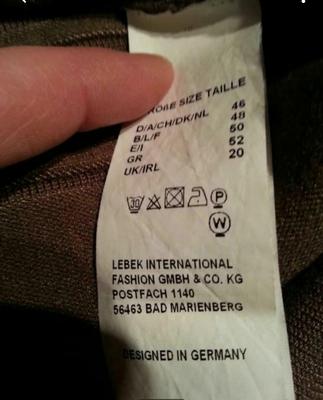 RÖßE SIZE TAILLE
D/A/CH/DK/NL 46
B/L/F 48
E/I 50
GR 52
UK/IRL 20
30 P
W
LEBEK INTERNATIONAL
FASHION GMBH & CO. KG
POSTFACH 1140
56463 BAD MARIENBERG
DESIGNED IN GERMANY